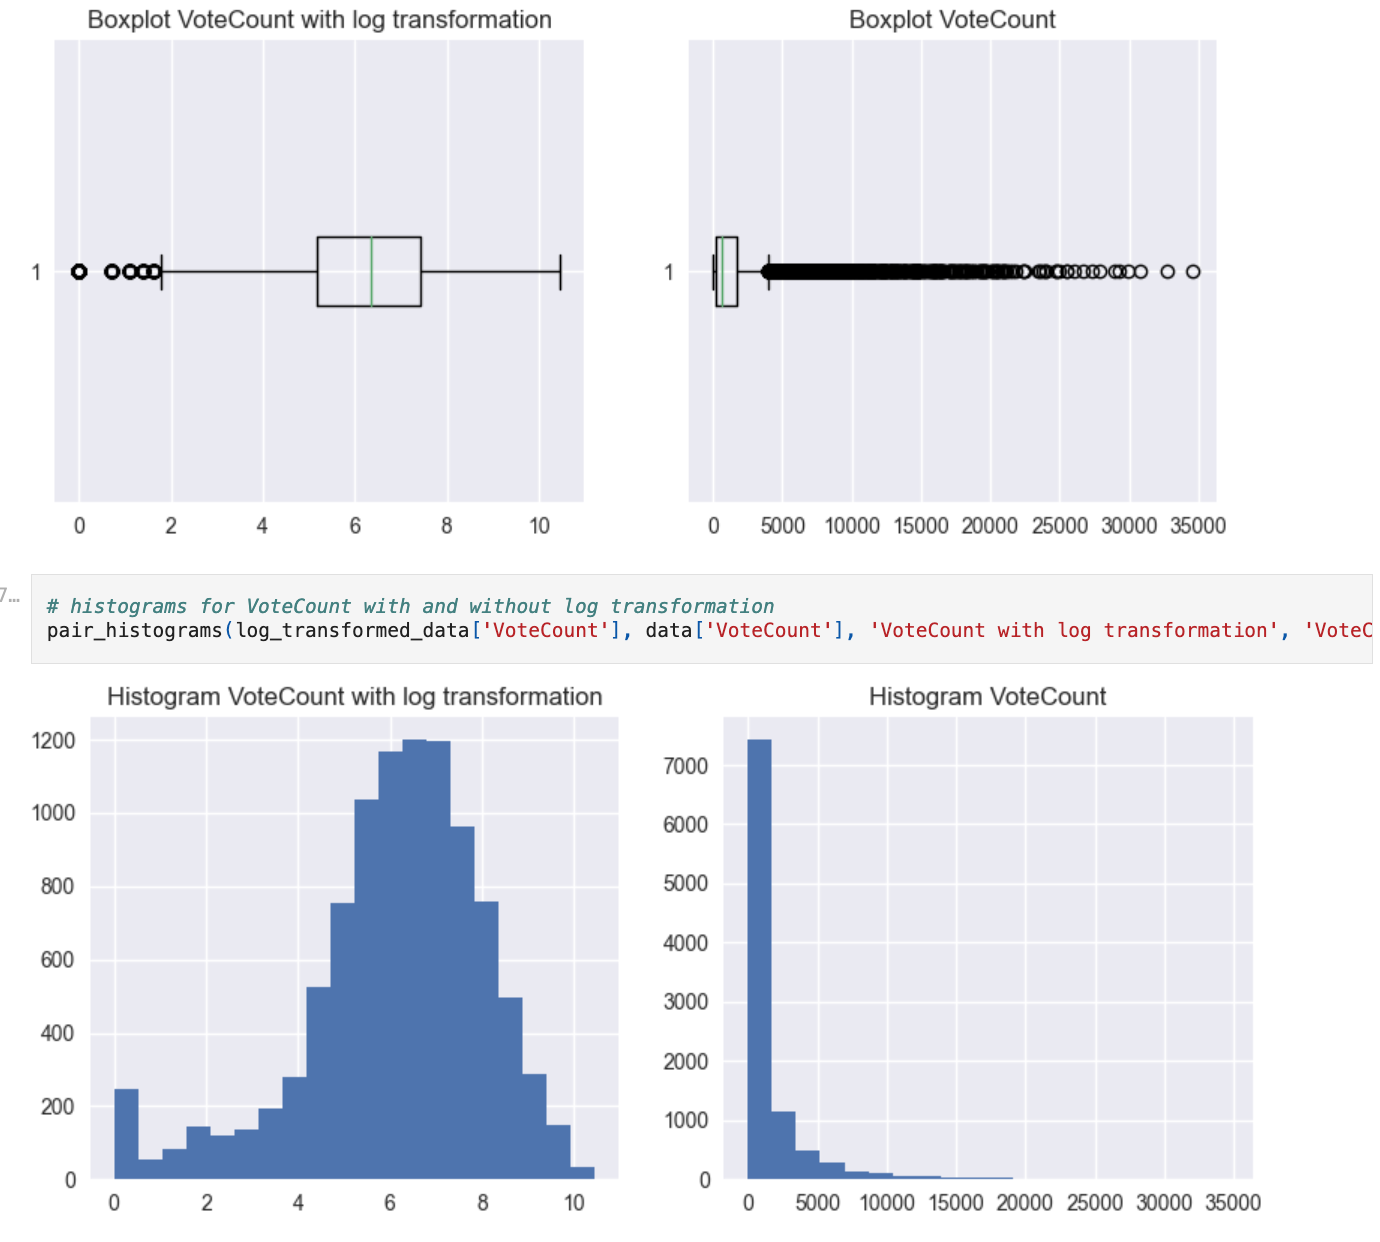 Boxplot VoteCount with log transformation
Boxplot VoteCount
1
0 2 4 6 8 10
1
0 5000 10000 15000 20000 25000 30000 35000
7...
# histograms for VoteCount with and without log transformation
pair_histograms(log_transformed_data['VoteCount'], data['VoteCount'], 'VoteCount with log transformation', 'VoteC
Histogram VoteCount with log transformation
Histogram VoteCount
1200
1000
800
600
400
200
0
0 2 4 6 8 10
7000
6000
5000
4000
3000
2000
1000
0
0 5000 10000 15000 20000 25000 30000 35000